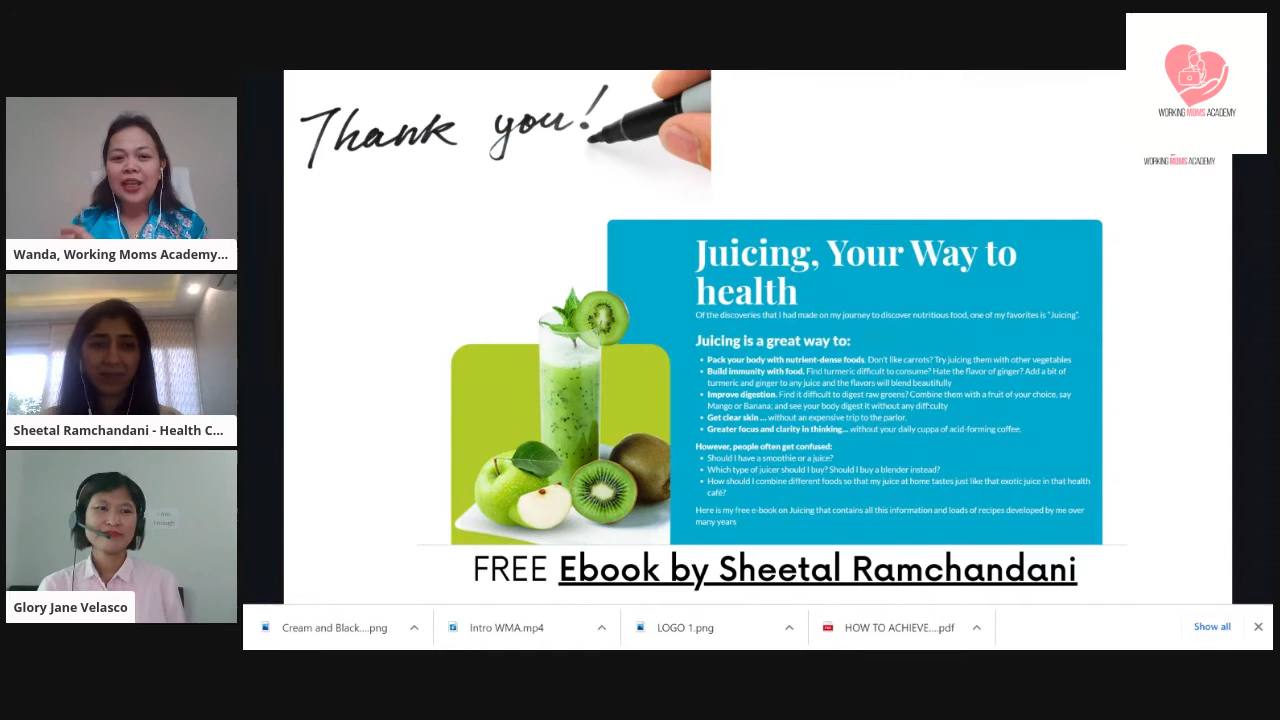 WORKING MOMS ACADEMY
Thank you!
WORKING MOMS ACADEMY
Wanda, Working Moms Academy...
Juicing, Your Way to
health
Of the discoveries that I had made on my journey to discover nutritious food, one of my favorites is "Juicing".
Juicing is a great way to:
• Pack your body with nutrient-dense foods. Don't like carrots? Try juicing them with other vegetables
• Build immunity with food. Find turmeric difficult to consume? Hate the flavor of ginger? Add a bit of
turmeric and ginger to any juice and the flavors will blend beautifully
• Improve digestion. Find it difficult to digest raw greens? Combine them with a fruit of your choice, say
Mango or Banana; and see your body digest it without any difficulty
• Get clear skin ... without an expensive trip to the parlor.
• Greater focus and clarity in thinking... without your daily cuppa of acid-forming coffee.
However, people often get confused:
• Should I have a smoothie or a juice?
• Which type of juicer should I buy? Should I buy a blender instead?
• How should I combine different foods so that my juice at home tastes just like that exotic juice in that health
café?
Here is my free e-book on Juicing that contains all this information and loads of recipes developed by me over
many years
Sheetal Ramchandani - Health C...
I Am
Enough
FREE Ebook by Sheetal Ramchandani
Glory Jane Velasco
Cream and Black....png
Intro WMA.mp4
LOGO 1.png
HOW TO ACHIEVE....pdf
Show all